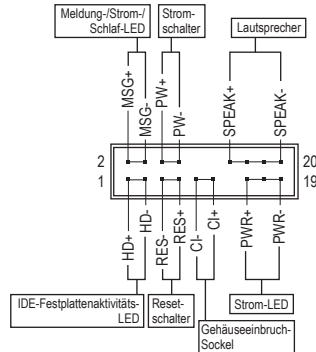 Meldung-/Strom-/
Schlaf-LED
Strom-
schalter
Lautsprecher
MSG+
MSG-
PW+
PW-
SPEAK+
SPEAK-
2
20
1
19
HD+
HD-
RES-
RES+
CI-
CI+
PWR+
PWR-
IDE-Festplattenaktivitäts-
LED
Reset-
schalter
Strom-LED
Gehäuseeinbruch-
Sockel